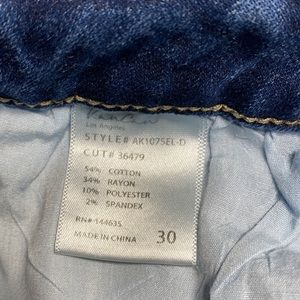 Los Angeles
STYLE# AK1075EL-D
CUT# 36479
54% COTTON
34% RAYON
10% POLYESTER
2% SPANDEX
RN# 144635
MADE IN CHINA 30